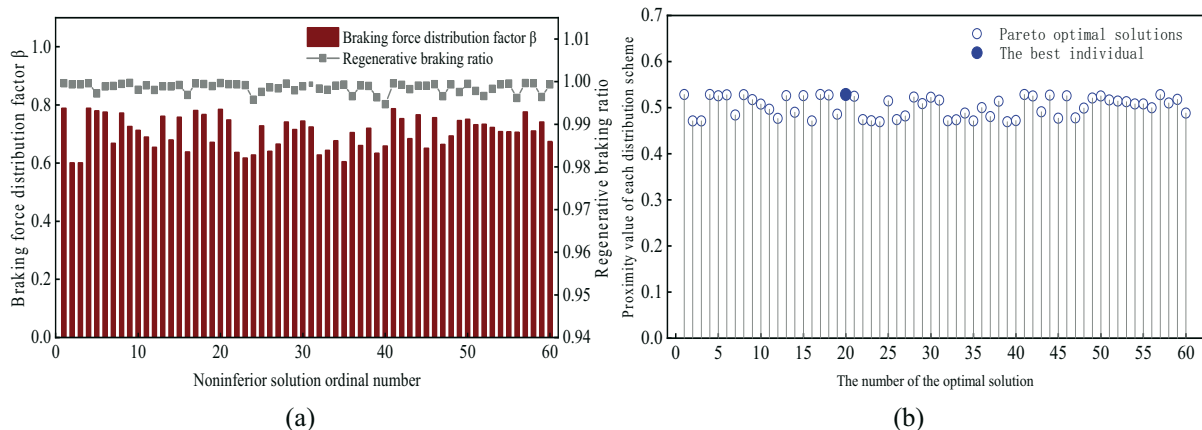 Braking force distribution factor β
Regenerative braking ratio
1.0
0.8
0.6
0.4
0.2
0.0
Braking force distribution factor β
1.01
1.00
0.99
0.98
0.97
0.96
0.95
0.94
Regenerative braking ratio
0 10 20 30 40 50 60
Noninferior solution ordinal number
(a)
Pareto optimal solutions
The best individual
0.7
0.6
0.5
0.4
0.3
0.2
0.1
0.0
Proximity value of each distribution scheme
0 5 10 15 20 25 30 35 40 45 50 55 60
The number of the optimal solution
(b)